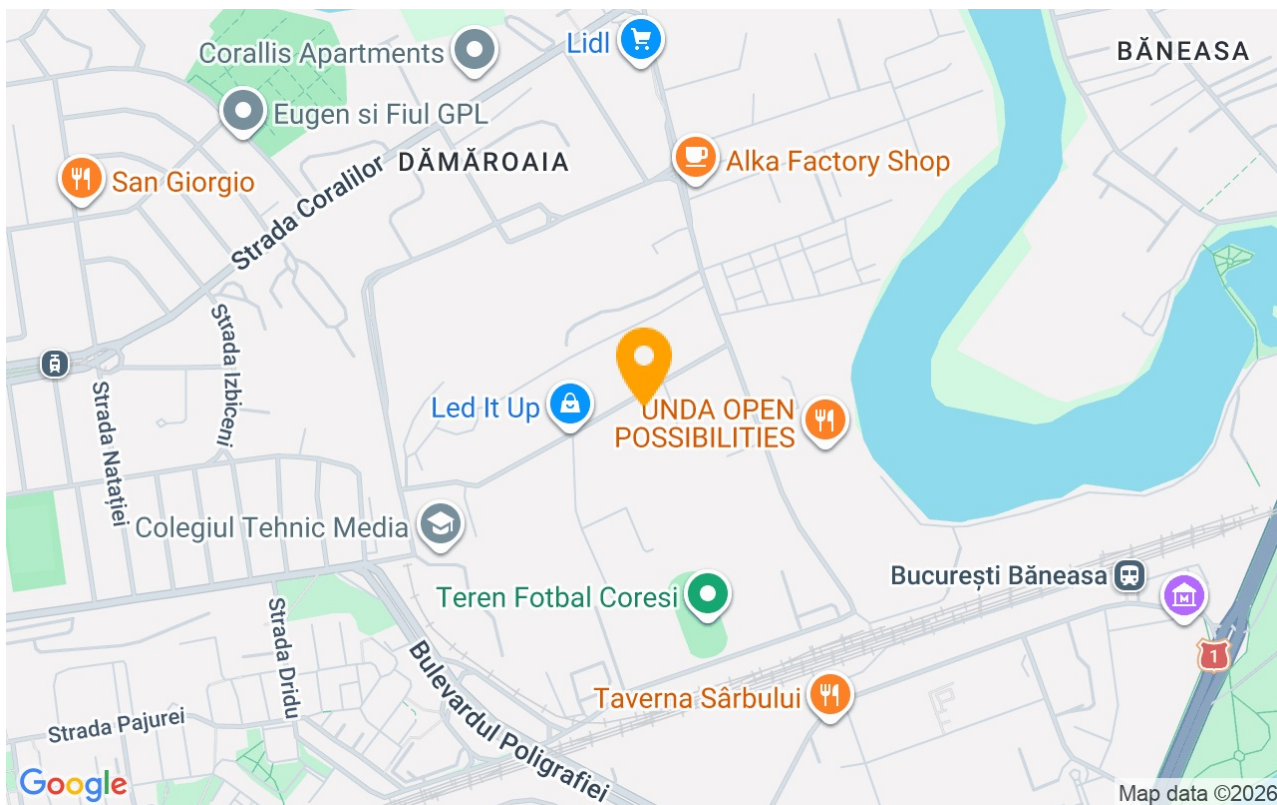 Lidl
BĂNEASA
Corallis Apartments
Eugen si Fiul GPL
DĂMĂROAIA
Alka Factory Shop
San Giorgio
Strada Coralilor
Strada Izbiceni
Strada Natației
Led It Up
UNDA OPEN
POSSIBILITIES
Colegiul Tehnic Media
București Băneasa
M
Teren Fotbal Coresi
1
Strada Dridu
Bulevardul Poligrafiei
Taverna Sârbului
Strada Pajurei
Google
Map data ©2026